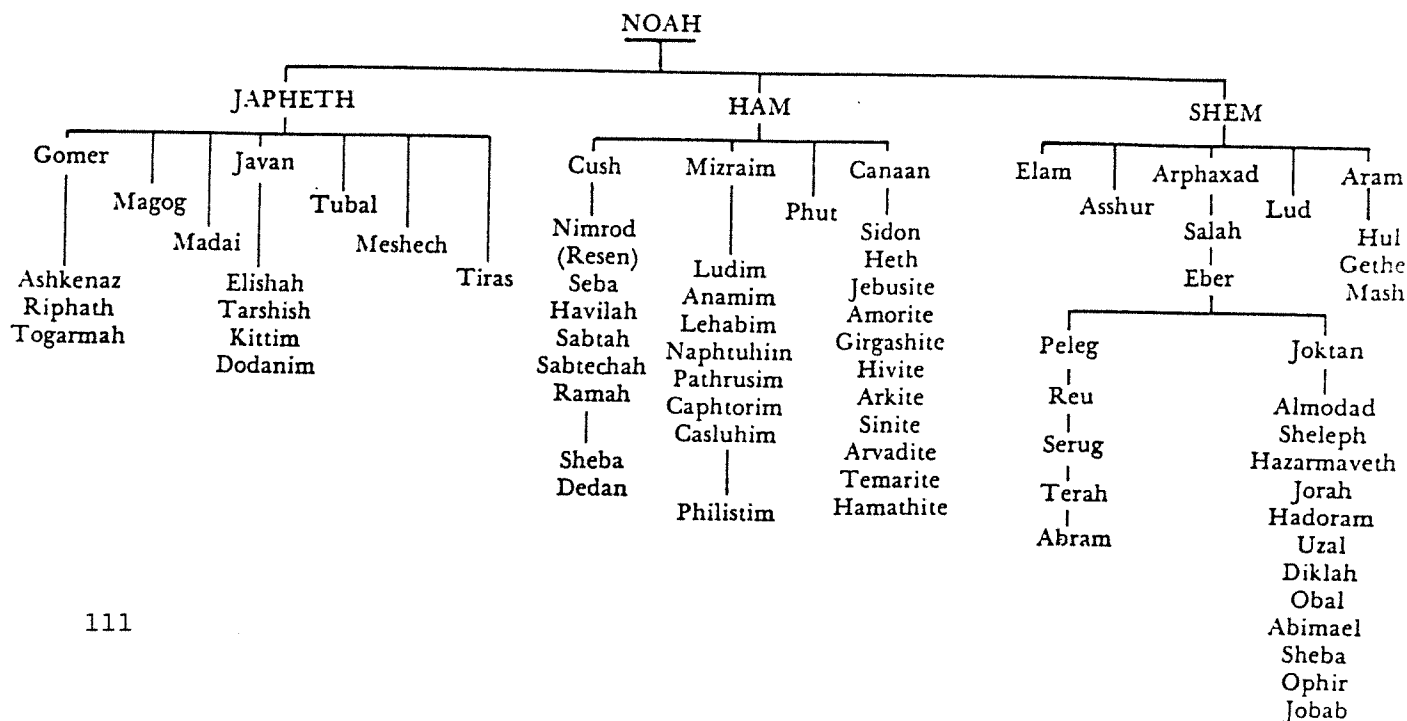 NOAH
JAPHETH
HAM
SHEM
Gomer
Magog
Madai
Javan
Tubal
Meshech
Tiras
Ashkenaz
Riphath
Togarmah
Elishah
Tarshish
Kittim
Dodanim
Cush
Mizraim
Phut
Canaan
Nimrod
(Resen)
Seba
Havilah
Sabtah
Sabtechah
Ramah
Sheba
Dedan
Ludim
Anamim
Lehabim
Naphtuhim
Pathrusim
Caphtorim
Casluhim
Philistim
Sidon
Heth
Jebusite
Amorite
Girgashite
Hivite
Arkite
Sinite
Arvadite
Temarite
Hamathite
Elam
Asshur
Arphaxad
Lud
Aram
Salah
Eber
Hul
Gethe
Mash
Peleg
Reu
Serug
Terah
Abram
Joktan
Almodad
Sheleph
Hazarmaveth
Jorah
Hadoram
Uzal
Diklah
Obal
Abimael
Sheba
Ophir
Jobab
111